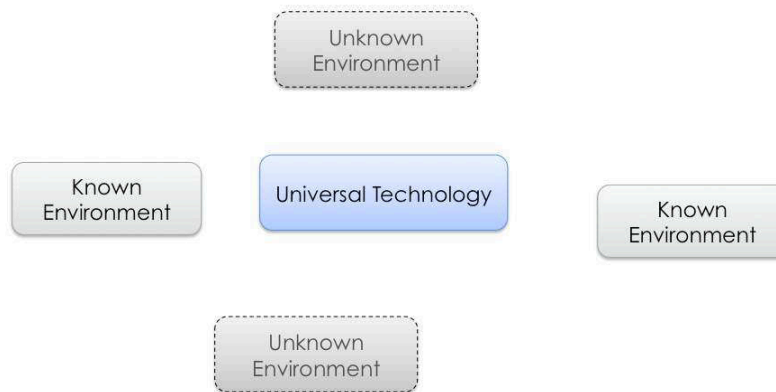 Unknown
Environment
Known
Environment
Universal Technology
Known
Environment
Unknown
Environment